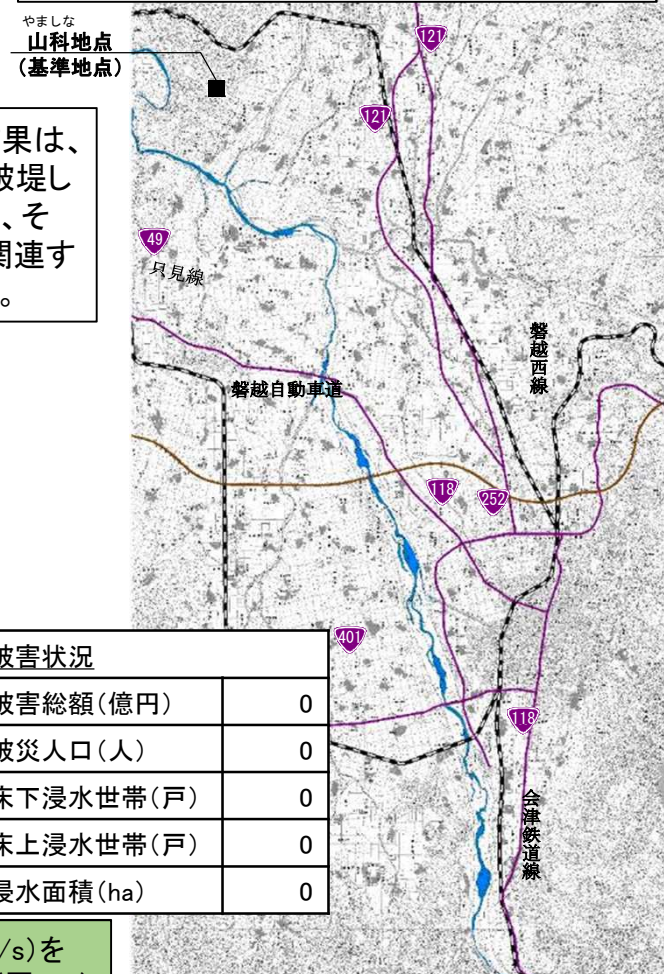 やましな
山科地点
(基準地点)
121
121
果は、
破堤し
、そ
関連す
。
49
只見線
磐越西線
磐越自動車道
118
252
401
118
会津鉄道線
被害状況
被害総額(億円) 0
被災人口(人) 0
床下浸水世帯(戸) 0
床上浸水世帯(戸) 0
浸水面積(ha) 0
/s)を